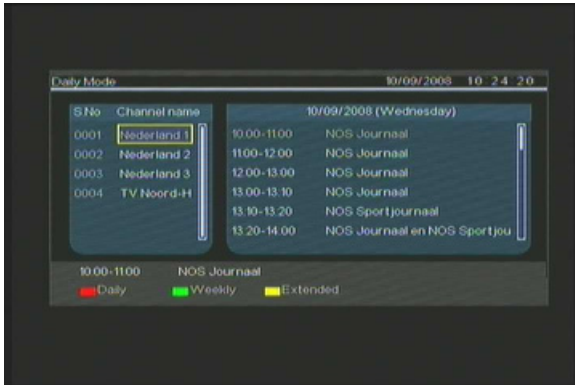 Daily Mode 10/09/2008 10:24:20
S.No Channel name
0001 Nederland 1
0002 Nederland 2
0003 Nederland 3
0004 TV Noord-H
10/09/2008 (Wednesday)
10:00-11:00 NOS Journaal
11:00-12:00 NOS Journaal
12:00-13:00 NOS Journaal
13:00-13:10 NOS Journaal
13:10-13:20 NOS Sportjournaal
13:20-14:00 NOS Journaal en NOS Sportjou
10:00-11:00 NOS Journaal
Daily Weekly Extended